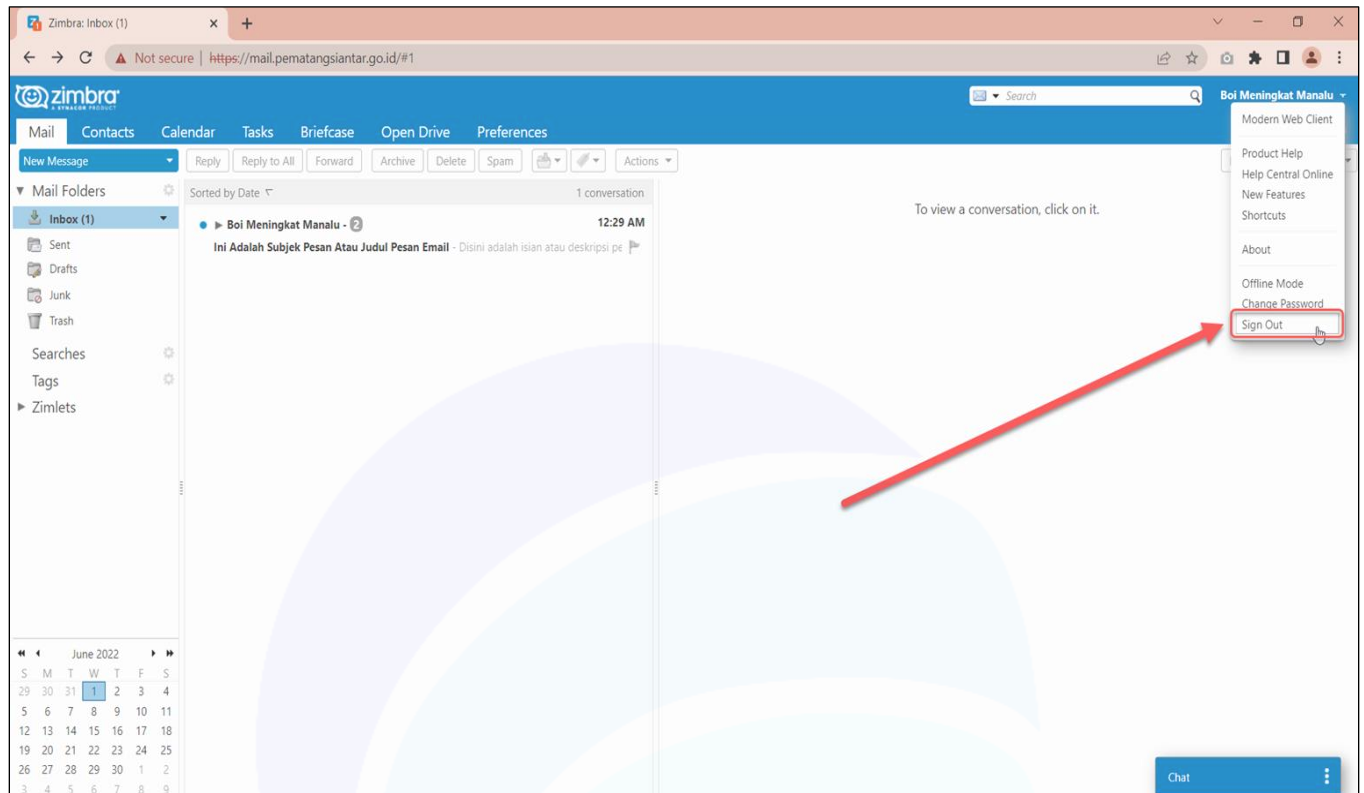 Zimbra: Inbox (1)
Not secure | https://mail.pematangsiantar.go.id/#1
zimbra
A SYNACOR PRODUCT
Search
Boi Meningkat Manalu
Mail Contacts Calendar Tasks Briefcase Open Drive Preferences
New Message
Reply Reply to All Forward Archive Delete Spam Actions
Modern Web Client
Product Help
Help Central Online
New Features
Shortcuts
About
Offline Mode
Change Password
Sign Out
Mail Folders
Inbox (1)
Sent
Drafts
Junk
Trash
Searches
Tags
Zimlets
Sorted by Date 1 conversation
Boi Meningkat Manalu - 2 12:29 AM
Ini Adalah Subjek Pesan Atau Judul Pesan Email - Disini adalah isian atau deskripsi pe
To view a conversation, click on it.
June 2022
S M T W T F S
29 30 31 1 2 3 4
5 6 7 8 9 10 11
12 13 14 15 16 17 18
19 20 21 22 23 24 25
26 27 28 29 30 1 2
3 4 5 6 7 8 9
Chat